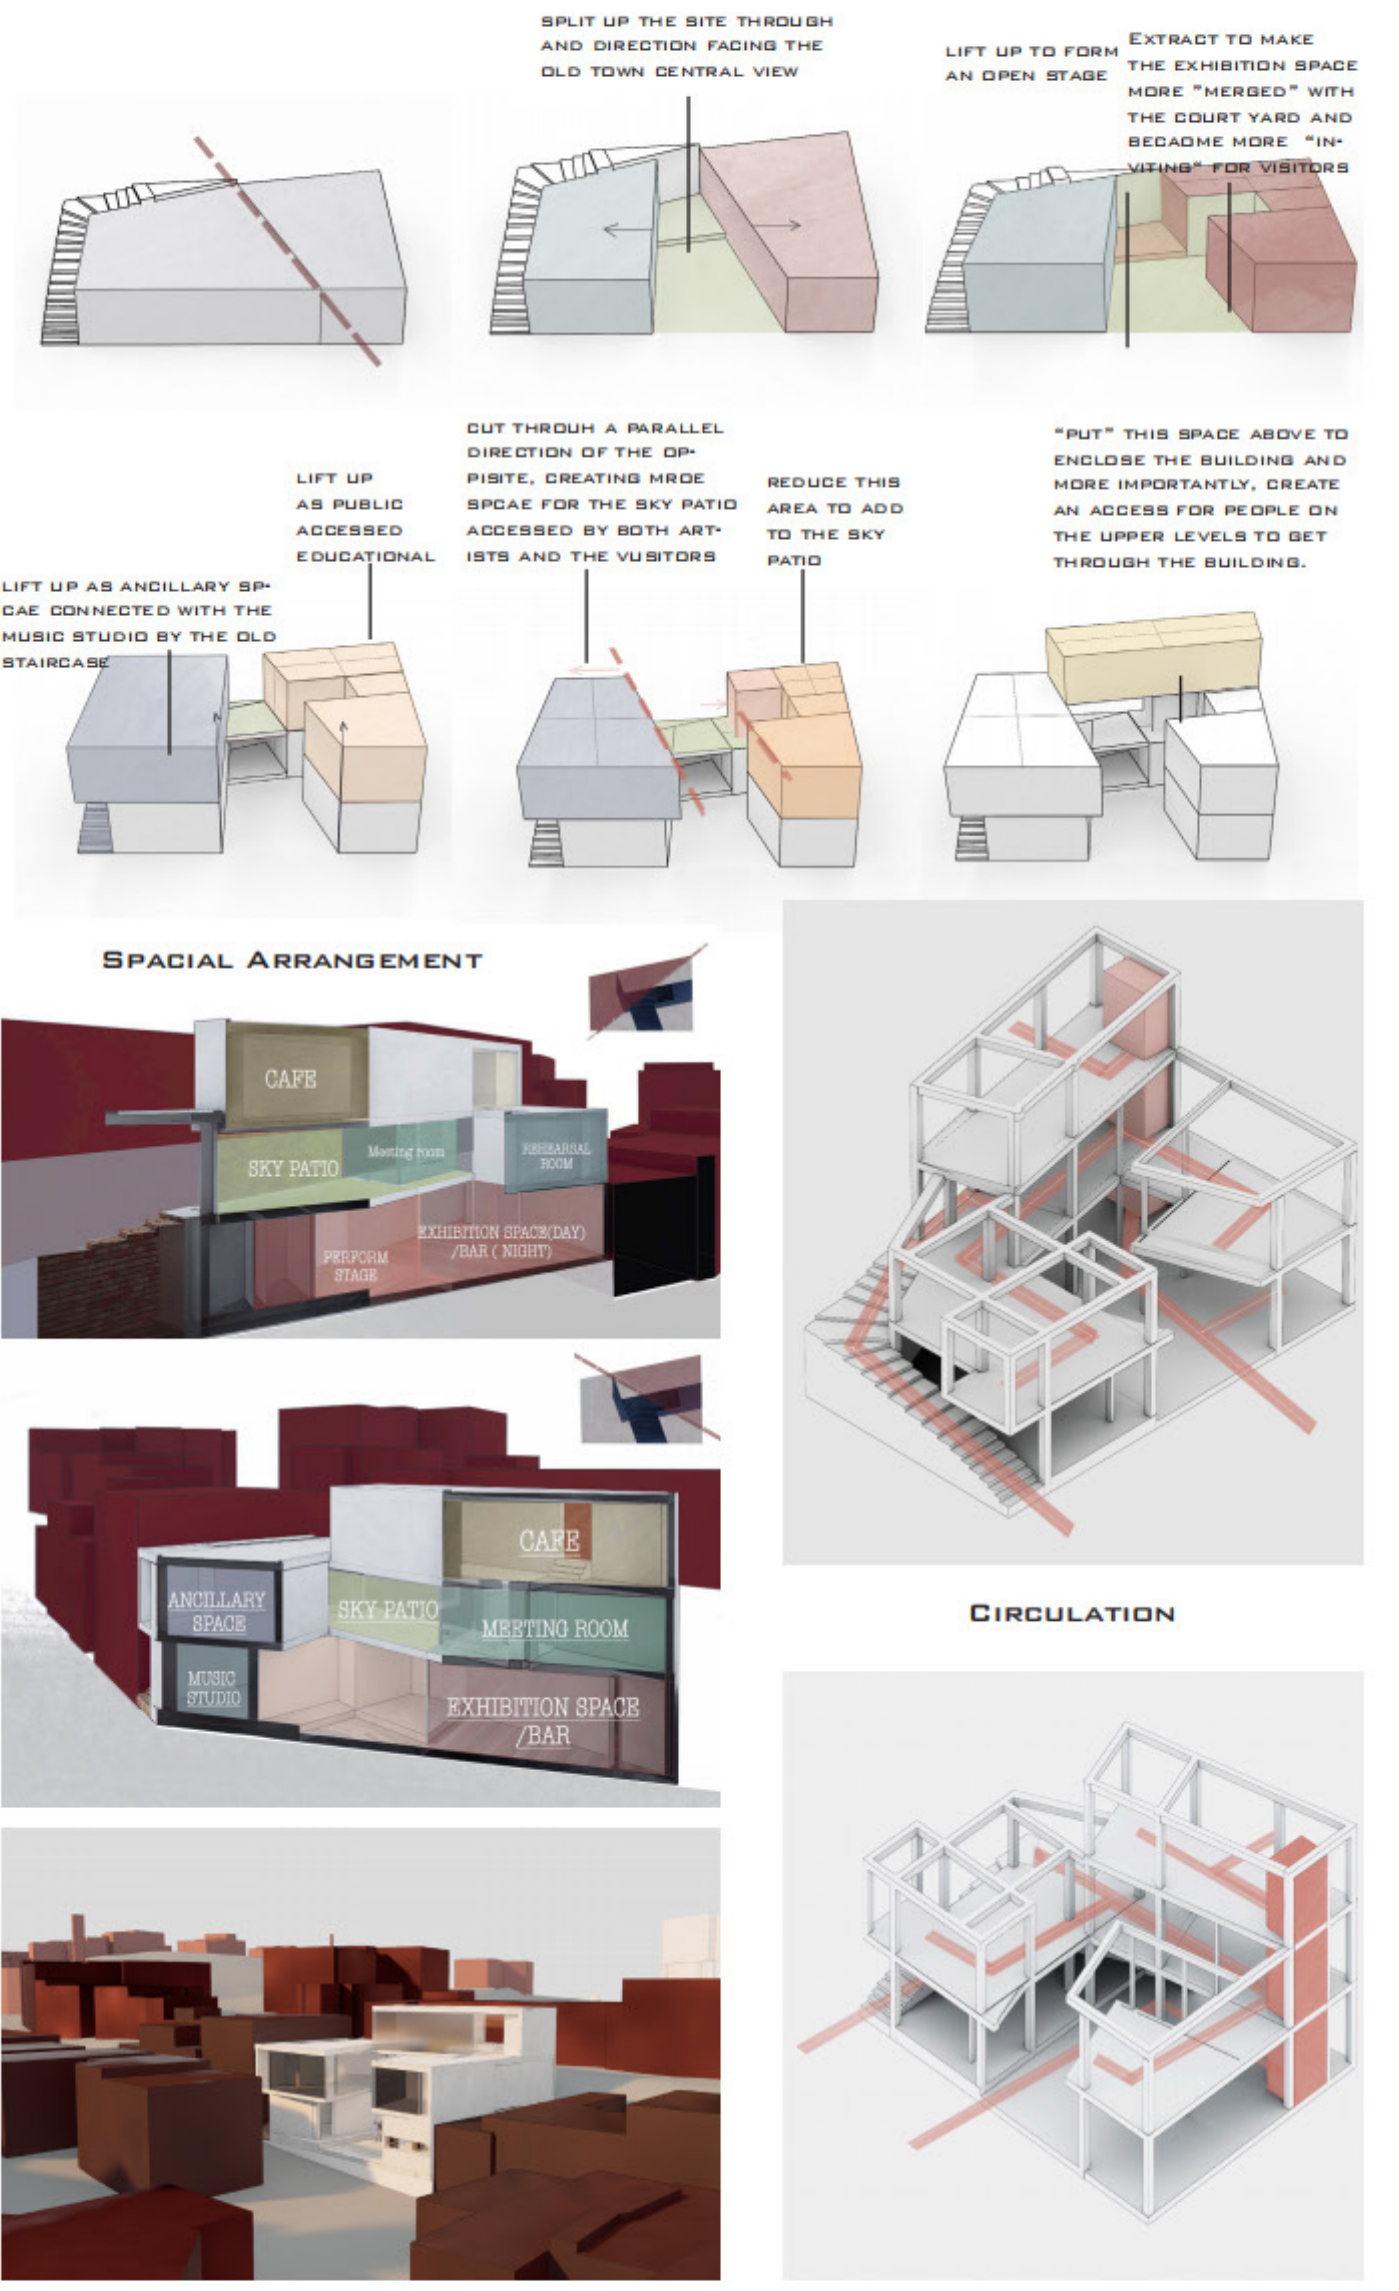 SPLIT UP THE SITE THROUGH
AND DIRECTION FACING THE
OLD TOWN CENTRAL VIEW
LIFT UP TO FORM
AN OPEN STAGE
EXTRACT TO MAKE
THE EXHIBITION SPACE
MORE "MERGED" WITH
THE COURT YARD AND
BECAOME MORE "IN-
VITING" FOR VISITORS
LIFT UP AS ANCILLARY SP-
CAE CONNECTED WITH THE
MUSIC STUDIO BY THE OLD
STAIRCASE
LIFT UP
AS PUBLIC
ACCESSED
EDUCATIONAL
CUT THROUH A PARALLEL
DIRECTION OF THE OP-
PISITE, CREATING MROE
SPCAE FOR THE SKY PATIO
ACCESSED BY BOTH ART-
ISTS AND THE VUSITORS
REDUCE THIS
AREA TO ADD
TO THE SKY
PATIO
"PUT" THIS SPACE ABOVE TO
ENCLOSE THE BUILDING AND
MORE IMPORTANTLY, CREATE
AN ACCESS FOR PEOPLE ON
THE UPPER LEVELS TO GET
THROUGH THE BUILDING.
SPACIAL ARRANGEMENT
CAFE
SKY PATIO
Meeting room
REHEARSAL
ROOM
PERFORM
STAGE
EXHIBITION SPACE(DAY)
/BAR ( NIGHT)
CAFE
ANCILLARY
SPACE
SKY PATIO
MEETING ROOM
MUSIC
STUDIO
EXHIBITION SPACE
/BAR
CIRCULATION